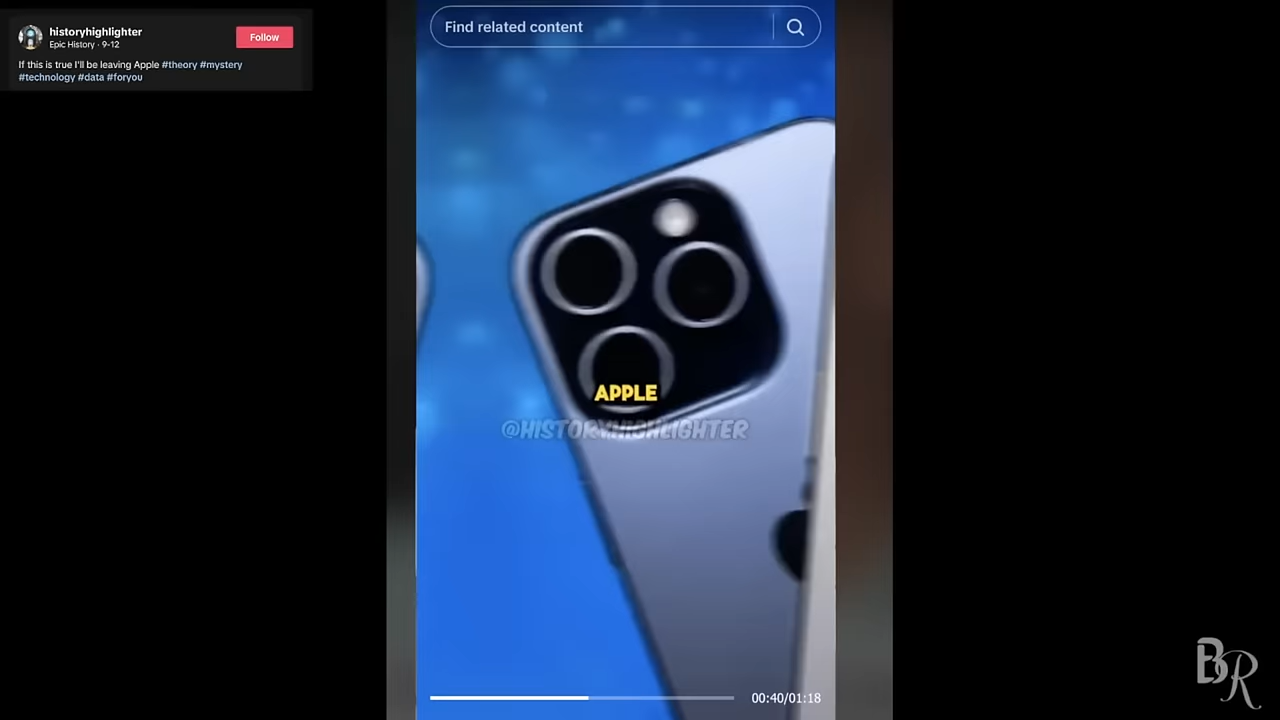 historyhighlighter
Epic History · 9-12
Follow
If this is true I'll be leaving Apple #theory #mystery
#technology #data #foryou
Find related content
APPLE
@HISTORYHIGHLIGHTER
00:40/01:18
BR